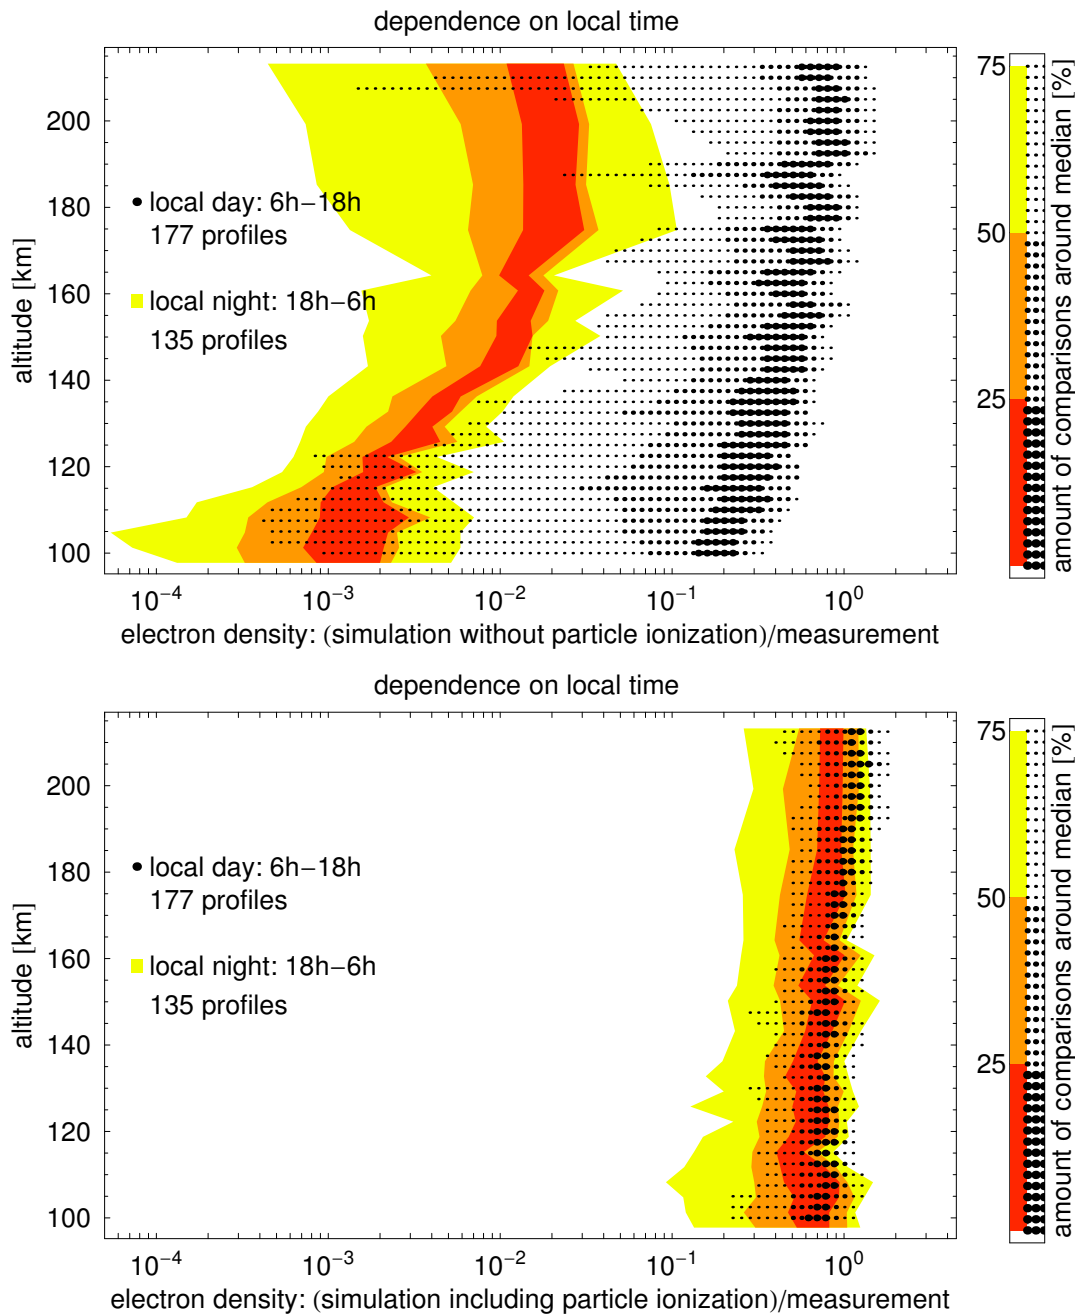 dependence on local time
200
180
160
140
120
100
altitude [km]
● local day: 6h−18h
177 profiles
local night: 18h−6h
135 profiles
10⁻⁴ 10⁻³ 10⁻² 10⁻¹ 10⁰
electron density: (simulation without particle ionization)/measurement
75
50
25
amount of comparisons around median [%]
dependence on local time
200
180
160
140
120
100
altitude [km]
● local day: 6h−18h
177 profiles
local night: 18h−6h
135 profiles
10⁻⁴ 10⁻³ 10⁻² 10⁻¹ 10⁰
electron density: (simulation including particle ionization)/measurement
75
50
25
amount of comparisons around median [%]